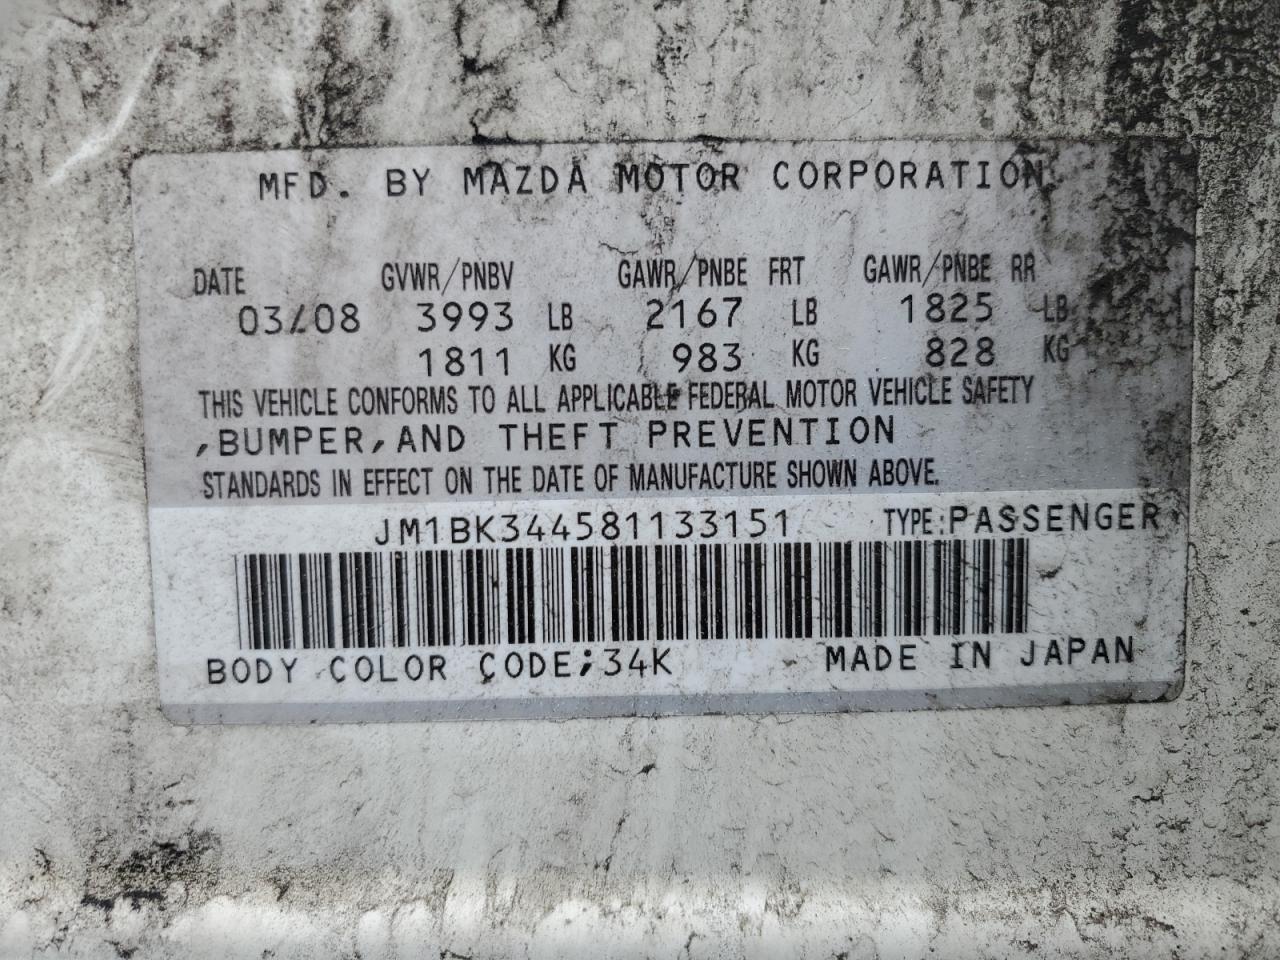 MFD. BY MAZDA MOTOR CORPORATION
DATE GVWR/PNBV GAWR/PNBE FRT GAWR/PNBE RR
03/08 3993 LB 2167 LB 1825 LB
1811 KG 983 KG 828 KG
THIS VEHICLE CONFORMS TO ALL APPLICABLE FEDERAL MOTOR VEHICLE SAFETY
,BUMPER,AND THEFT PREVENTION
STANDARDS IN EFFECT ON THE DATE OF MANUFACTURE SHOWN ABOVE.
JM1BK344581133151 TYPE:PASSENGER
BODY COLOR CODE;34K MADE IN JAPAN